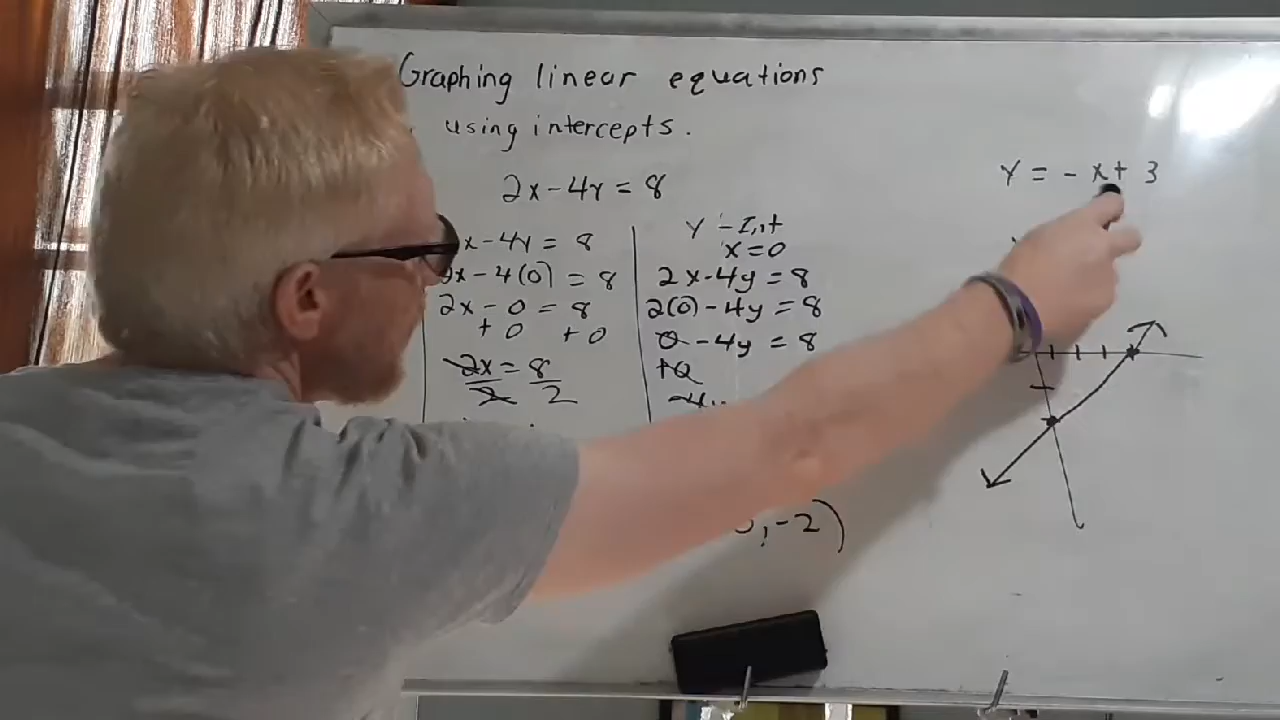 Graphing linear equations
using intercepts.
2x-4y = 8
x-4y = 8
2x-4(0) = 8
2x-0 = 8
+0 +0
2x = 8
2 2
Y-Int
x=0
2x-4y = 8
2(0)-4y = 8
0-4y = 8
+0
-4y
,-2)
Y = -x+3